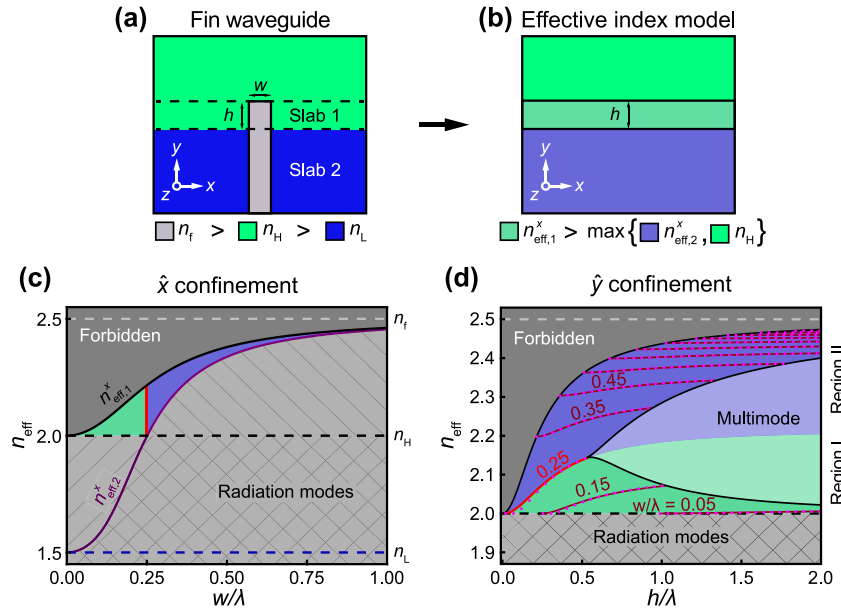 (a) Fin waveguide
w
h
Slab 1
Slab 2
y
z x
n_f > n_H > n_L
(b) Effective index model
h
y
z x
n^x_eff,1 > max{ n^x_eff,2 , n_H }
(c) x̂ confinement
2.5
2.0
1.5
n_eff
Forbidden
n_f
n^x_eff,1
n_H
n^x_eff,2
Radiation modes
n_L
0.00 0.25 0.50 0.75 1.00
w/λ
(d) ŷ confinement
2.5
2.4
2.3
2.2
2.1
2.0
1.9
n_eff
Forbidden
0.45
0.35
Multimode
0.25
0.15
w/λ = 0.05
Radiation modes
Region II
Region I
0.0 0.5 1.0 1.5 2.0
h/λ